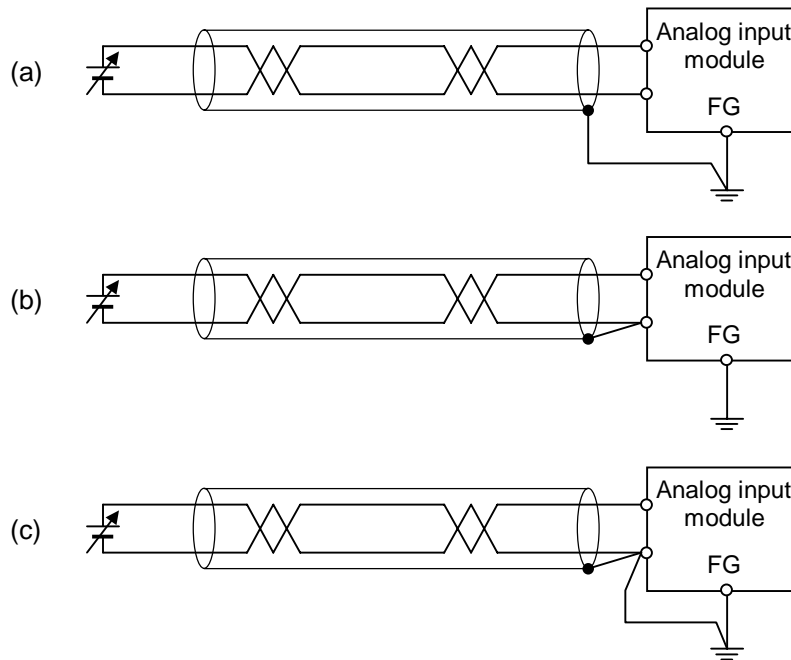 (a)
Analog input
module
FG
(b)
Analog input
module
FG
(c)
Analog input
module
FG